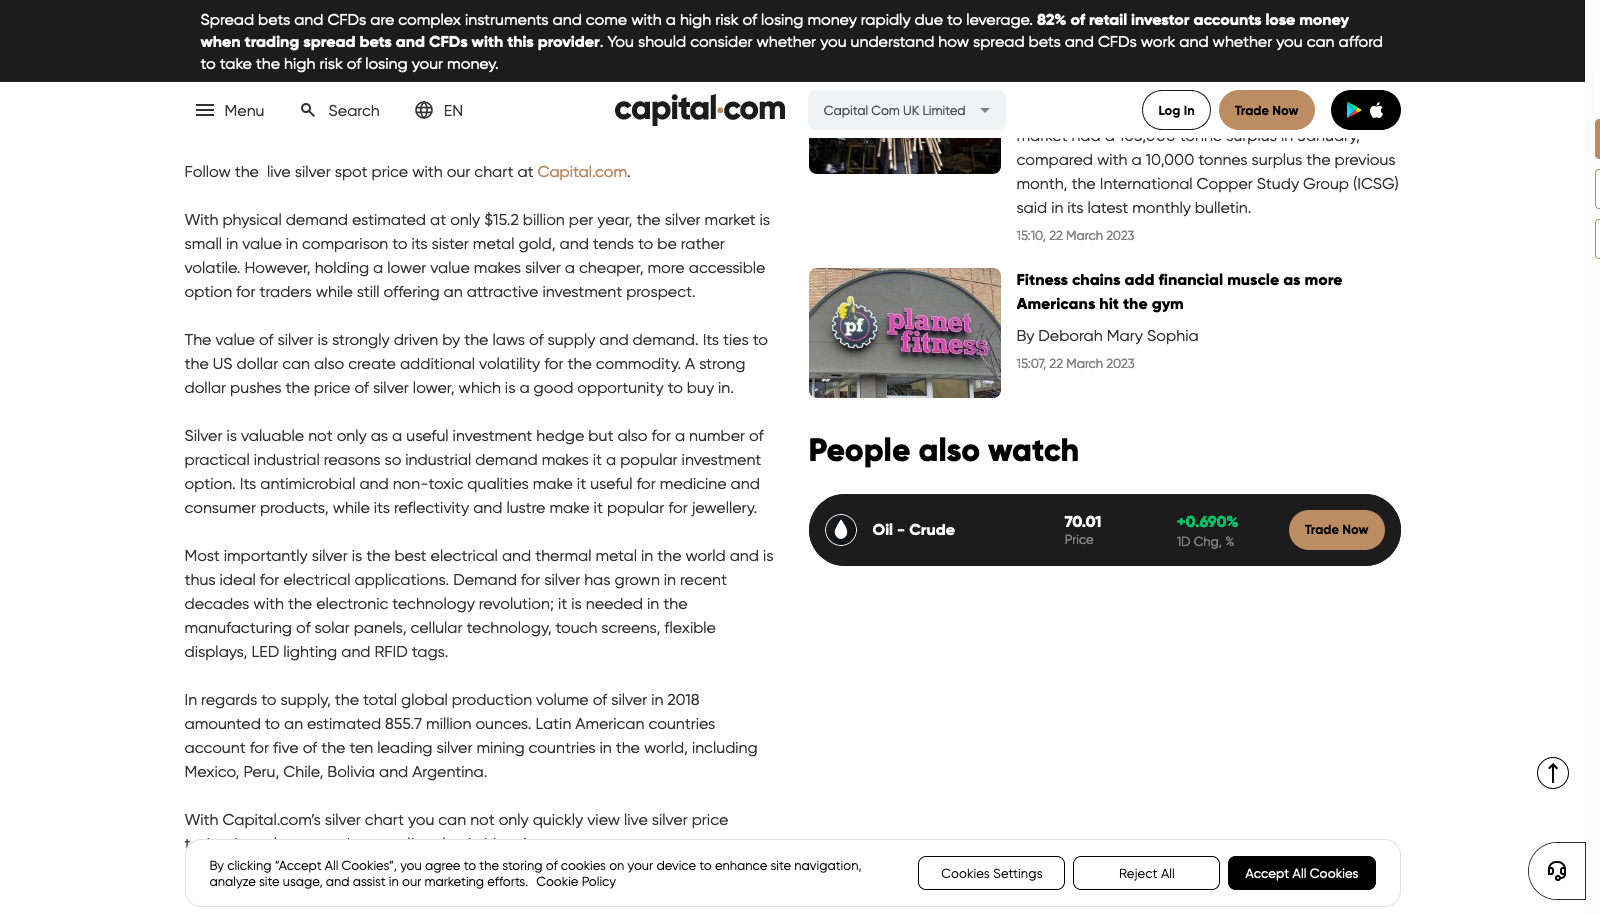 Spread bets and CFDs are complex instruments and come with a high risk of losing money rapidly due to leverage. 82% of retail investor accounts lose money
when trading spread bets and CFDs with this provider. You should consider whether you understand how spread bets and CFDs work and whether you can afford
to take the high risk of losing your money.
Menu
Search
EN
capital.com
Capital Com UK Limited
Log In
Trade Now
Follow the  live silver spot price with our chart at Capital.com.
With physical demand estimated at only $15.2 billion per year, the silver market is
small in value in comparison to its sister metal gold, and tends to be rather
volatile. However, holding a lower value makes silver a cheaper, more accessible
option for traders while still offering an attractive investment prospect.
The value of silver is strongly driven by the laws of supply and demand. Its ties to
the US dollar can also create additional volatility for the commodity. A strong
dollar pushes the price of silver lower, which is a good opportunity to buy in.
Silver is valuable not only as a useful investment hedge but also for a number of
practical industrial reasons so industrial demand makes it a popular investment
option. Its antimicrobial and non-toxic qualities make it useful for medicine and
consumer products, while its reflectivity and lustre make it popular for jewellery.
Most importantly silver is the best electrical and thermal metal in the world and is
thus ideal for electrical applications. Demand for silver has grown in recent
decades with the electronic technology revolution; it is needed in the
manufacturing of solar panels, cellular technology, touch screens, flexible
displays, LED lighting and RFID tags.
In regards to supply, the total global production volume of silver in 2018
amounted to an estimated 855.7 million ounces. Latin American countries
account for five of the ten leading silver mining countries in the world, including
Mexico, Peru, Chile, Bolivia and Argentina.
With Capital.com's silver chart you can not only quickly view live silver price
market had a 103,000 tonne surplus in January,
compared with a 10,000 tonnes surplus the previous
month, the International Copper Study Group (ICSG)
said in its latest monthly bulletin.
15:10, 22 March 2023
pf planet
fitness
Fitness chains add financial muscle as more
Americans hit the gym
By Deborah Mary Sophia
15:07, 22 March 2023
People also watch
Oil - Crude
70.01
Price
+0.690%
1D Chg, %
Trade Now
By clicking “Accept All Cookies”, you agree to the storing of cookies on your device to enhance site navigation,
analyze site usage, and assist in our marketing efforts. Cookie Policy
Cookies Settings
Reject All
Accept All Cookies